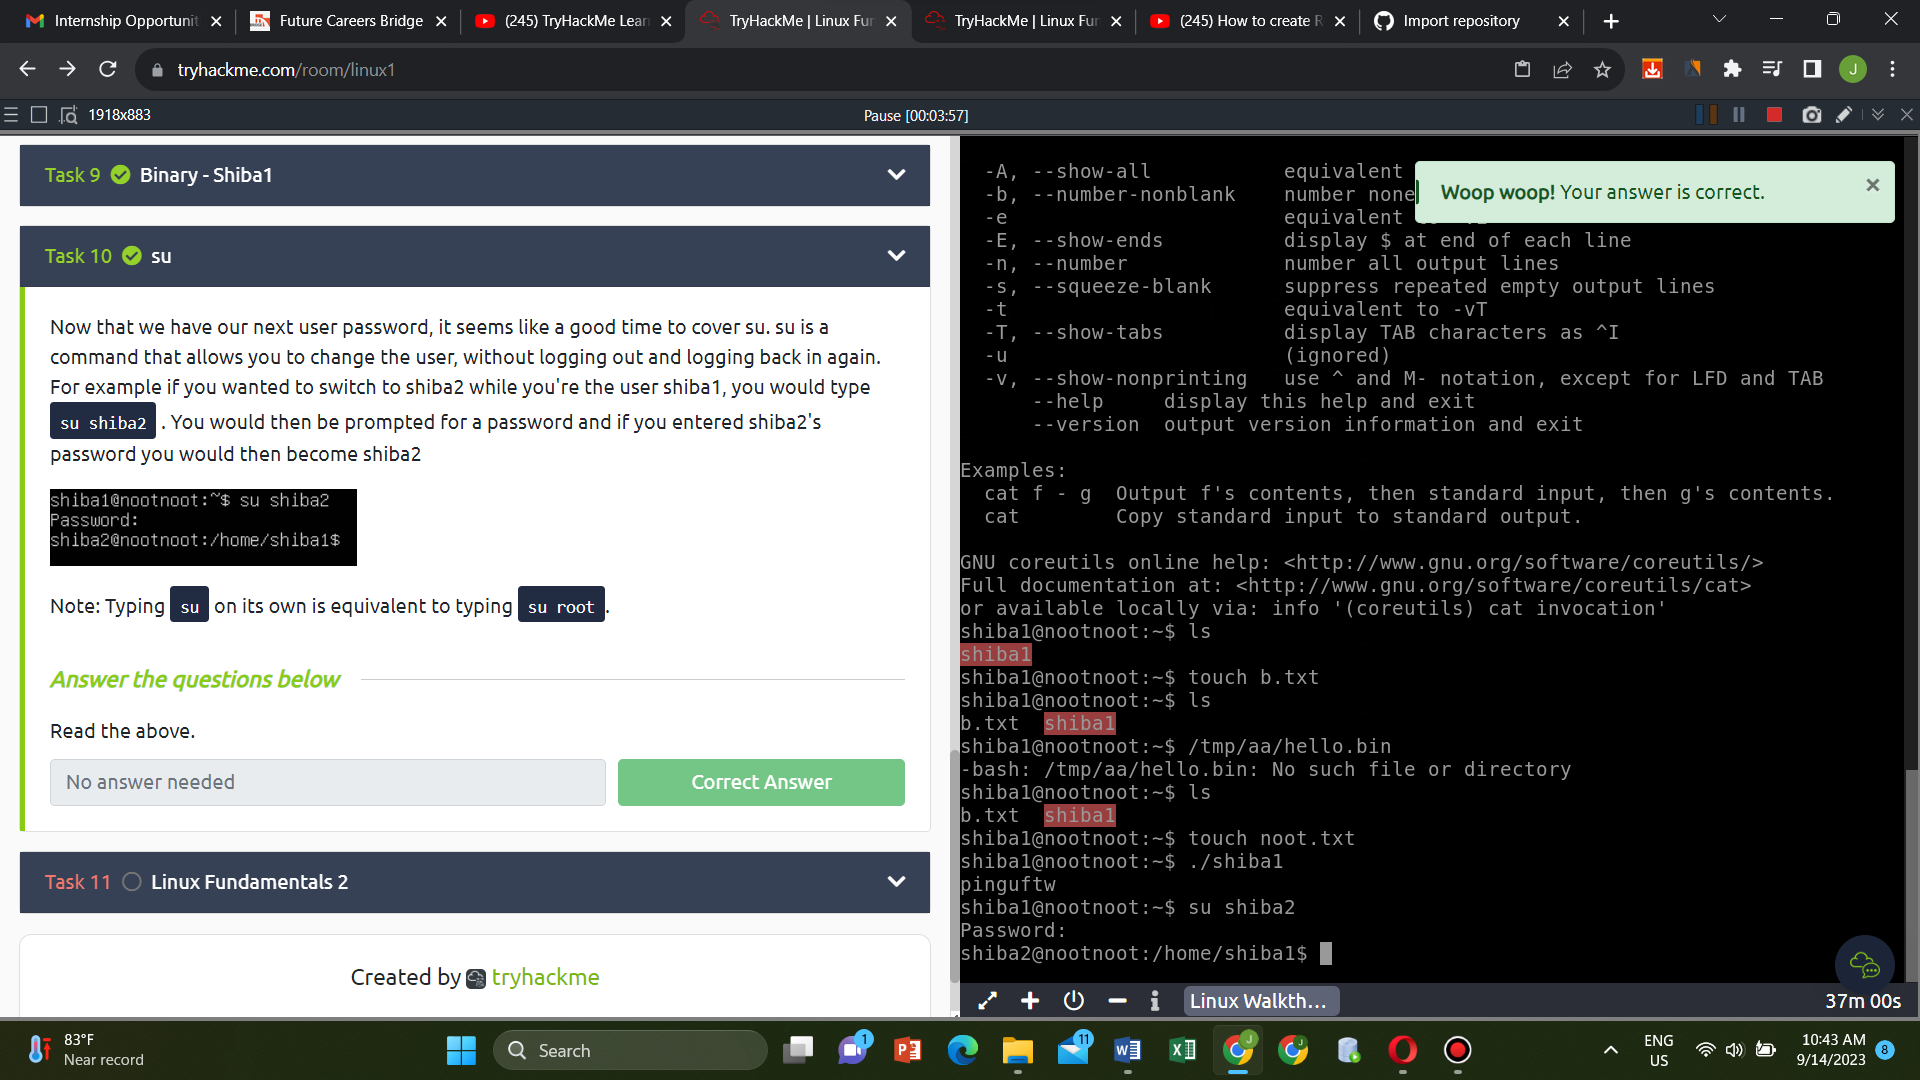 Internship Opportunit
Future Careers Bridge
(245) TryHackMe Lear
TryHackMe | Linux Fur
TryHackMe | Linux Fur
(245) How to create R
Import repository
tryhackme.com/room/linux1
J
1918x883
Pause [00:03:57]
Task 9 Binary - Shiba1
Task 10 su
Now that we have our next user password, it seems like a good time to cover su. su is a
command that allows you to change the user, without logging out and logging back in again.
For example if you wanted to switch to shiba2 while you're the user shiba1, you would type
su shiba2 . You would then be prompted for a password and if you entered shiba2's
password you would then become shiba2
shiba1@nootnoot:~$ su shiba2
Password:
shiba2@nootnoot:/home/shiba1$
Note: Typing su on its own is equivalent to typing su root.
Answer the questions below
Read the above.
No answer needed
Correct Answer
Task 11 Linux Fundamentals 2
Created by tryhackme
Woop woop! Your answer is correct.
-A, --show-all equivalent
-b, --number-nonblank number none
-e equivalent
-E, --show-ends display $ at end of each line
-n, --number number all output lines
-s, --squeeze-blank suppress repeated empty output lines
-t equivalent to -vT
-T, --show-tabs display TAB characters as ^I
-u (ignored)
-v, --show-nonprinting use ^ and M- notation, except for LFD and TAB
--help display this help and exit
--version output version information and exit
Examples:
cat f - g Output f's contents, then standard input, then g's contents.
cat Copy standard input to standard output.
GNU coreutils online help: <http://www.gnu.org/software/coreutils/>
Full documentation at: <http://www.gnu.org/software/coreutils/cat>
or available locally via: info '(coreutils) cat invocation'
shiba1@nootnoot:~$ ls
shiba1
shiba1@nootnoot:~$ touch b.txt
shiba1@nootnoot:~$ ls
b.txt shiba1
shiba1@nootnoot:~$ /tmp/aa/hello.bin
-bash: /tmp/aa/hello.bin: No such file or directory
shiba1@nootnoot:~$ ls
b.txt shiba1
shiba1@nootnoot:~$ touch noot.txt
shiba1@nootnoot:~$ ./shiba1
pinguftw
shiba1@nootnoot:~$ su shiba2
Password:
shiba2@nootnoot:/home/shiba1$
Linux Walkth...
37m 00s
83°F
Near record
Search
1
11
ENG
US
10:43 AM
9/14/2023
8